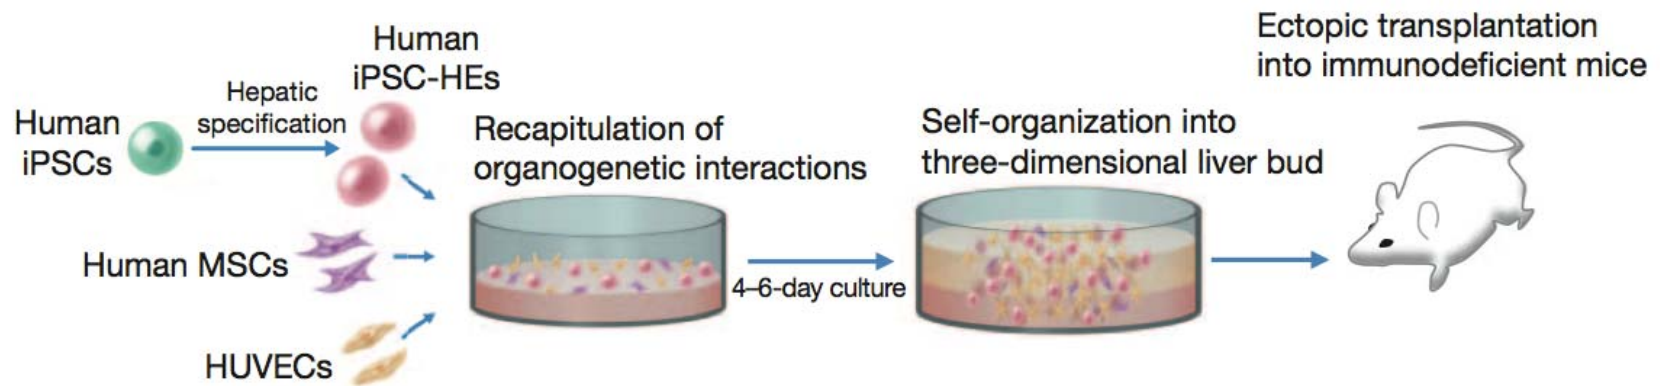 Human
iPSCs
Hepatic
specification
Human
iPSC-HEs
Human MSCs
HUVECs
Recapitulation of
organogenetic interactions
4–6-day culture
Self-organization into
three-dimensional liver bud
Ectopic transplantation
into immunodeficient mice